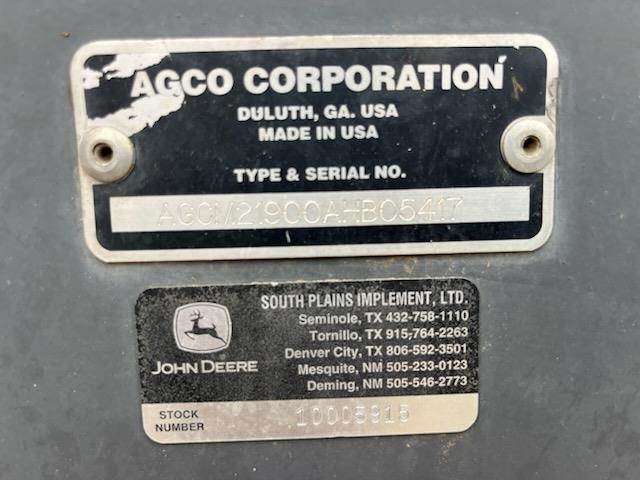 AGCO CORPORATION
DULUTH, GA. USA
MADE IN USA
TYPE & SERIAL NO.
AGCM21900AHB05417
JOHN DEERE
SOUTH PLAINS IMPLEMENT, LTD.
Seminole, TX 432-758-1110
Tornillo, TX 915-764-2263
Denver City, TX 806-592-3501
Mesquite, NM 505-233-0123
Deming, NM 505-546-2773
STOCK
NUMBER
10005915